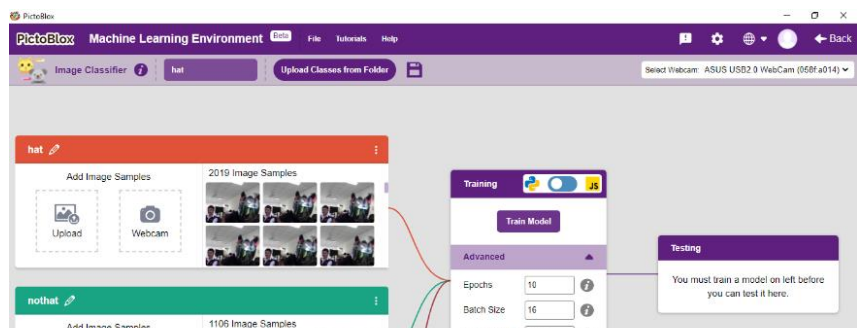 PictoBlox
PictoBlox Machine Learning Environment Beta File Tutorials Help Back
Image Classifier hat Upload Classes from Folder Select Webcam: ASUS USB2.0 WebCam (058f:a014)
hat
Add Image Samples
Upload
Webcam
2019 Image Samples
nothat
Add Image Samples
1106 Image Samples
Training JS
Train Model
Advanced
Epochs 10
Batch Size 16
Testing
You must train a model on left before
you can test it here.